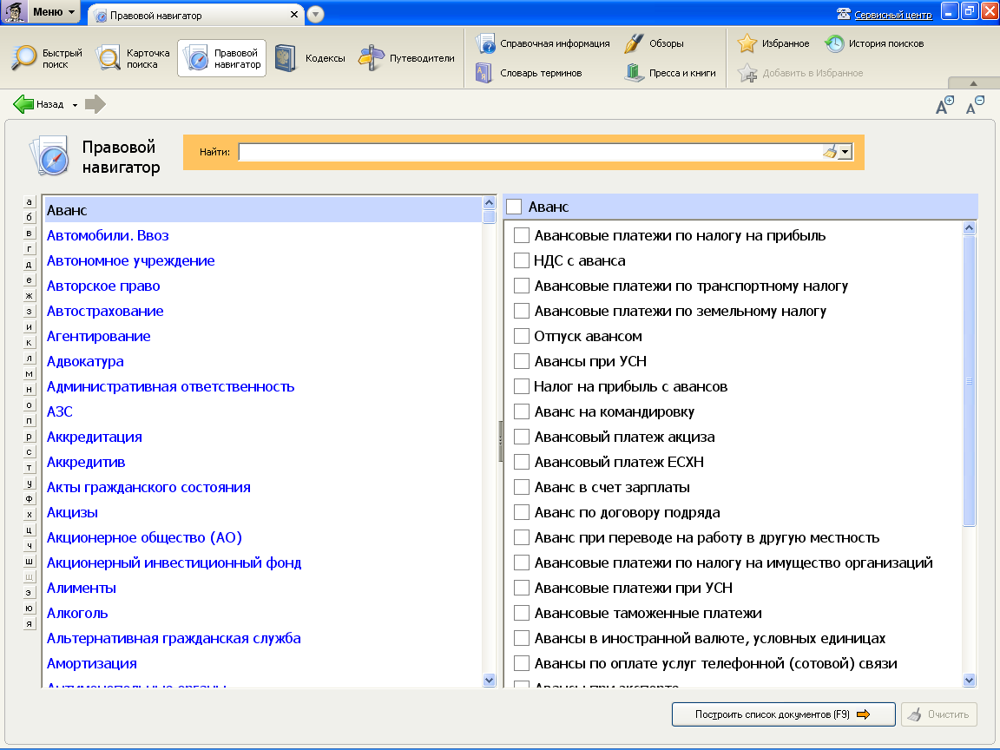 Меню
Правовой навигатор
Сервисный центр
Быстрый поиск
Карточка поиска
Правовой навигатор
Кодексы
Путеводители
Справочная информация
Словарь терминов
Обзоры
Пресса и книги
Избранное
Добавить в Избранное
История поисков
Назад
Правовой
навигатор
Найти:
а
б
в
г
д
е
ж
з
и
к
л
м
н
о
п
р
с
т
у
ф
х
ц
ч
ш
щ
э
ю
я
Аванс
Автомобили. Ввоз
Автономное учреждение
Авторское право
Автострахование
Агентирование
Адвокатура
Административная ответственность
АЗС
Аккредитация
Аккредитив
Акты гражданского состояния
Акцизы
Акционерное общество (АО)
Акционерный инвестиционный фонд
Алименты
Алкоголь
Альтернативная гражданская служба
Амортизация
Антимонопольные органы
Аванс
Авансовые платежи по налогу на прибыль
НДС с аванса
Авансовые платежи по транспортному налогу
Авансовые платежи по земельному налогу
Отпуск авансом
Авансы при УСН
Налог на прибыль с авансов
Аванс на командировку
Авансовый платеж акциза
Авансовый платеж ЕСХН
Аванс в счет зарплаты
Аванс по договору подряда
Аванс при переводе на работу в другую местность
Авансовые платежи по налогу на имущество организаций
Авансовые платежи при УСН
Авансовые таможенные платежи
Авансы в иностранной валюте, условных единицах
Авансы по оплате услуг телефонной (сотовой) связи
Авансы при экспорте
Построить список документов (F9)
Очистить